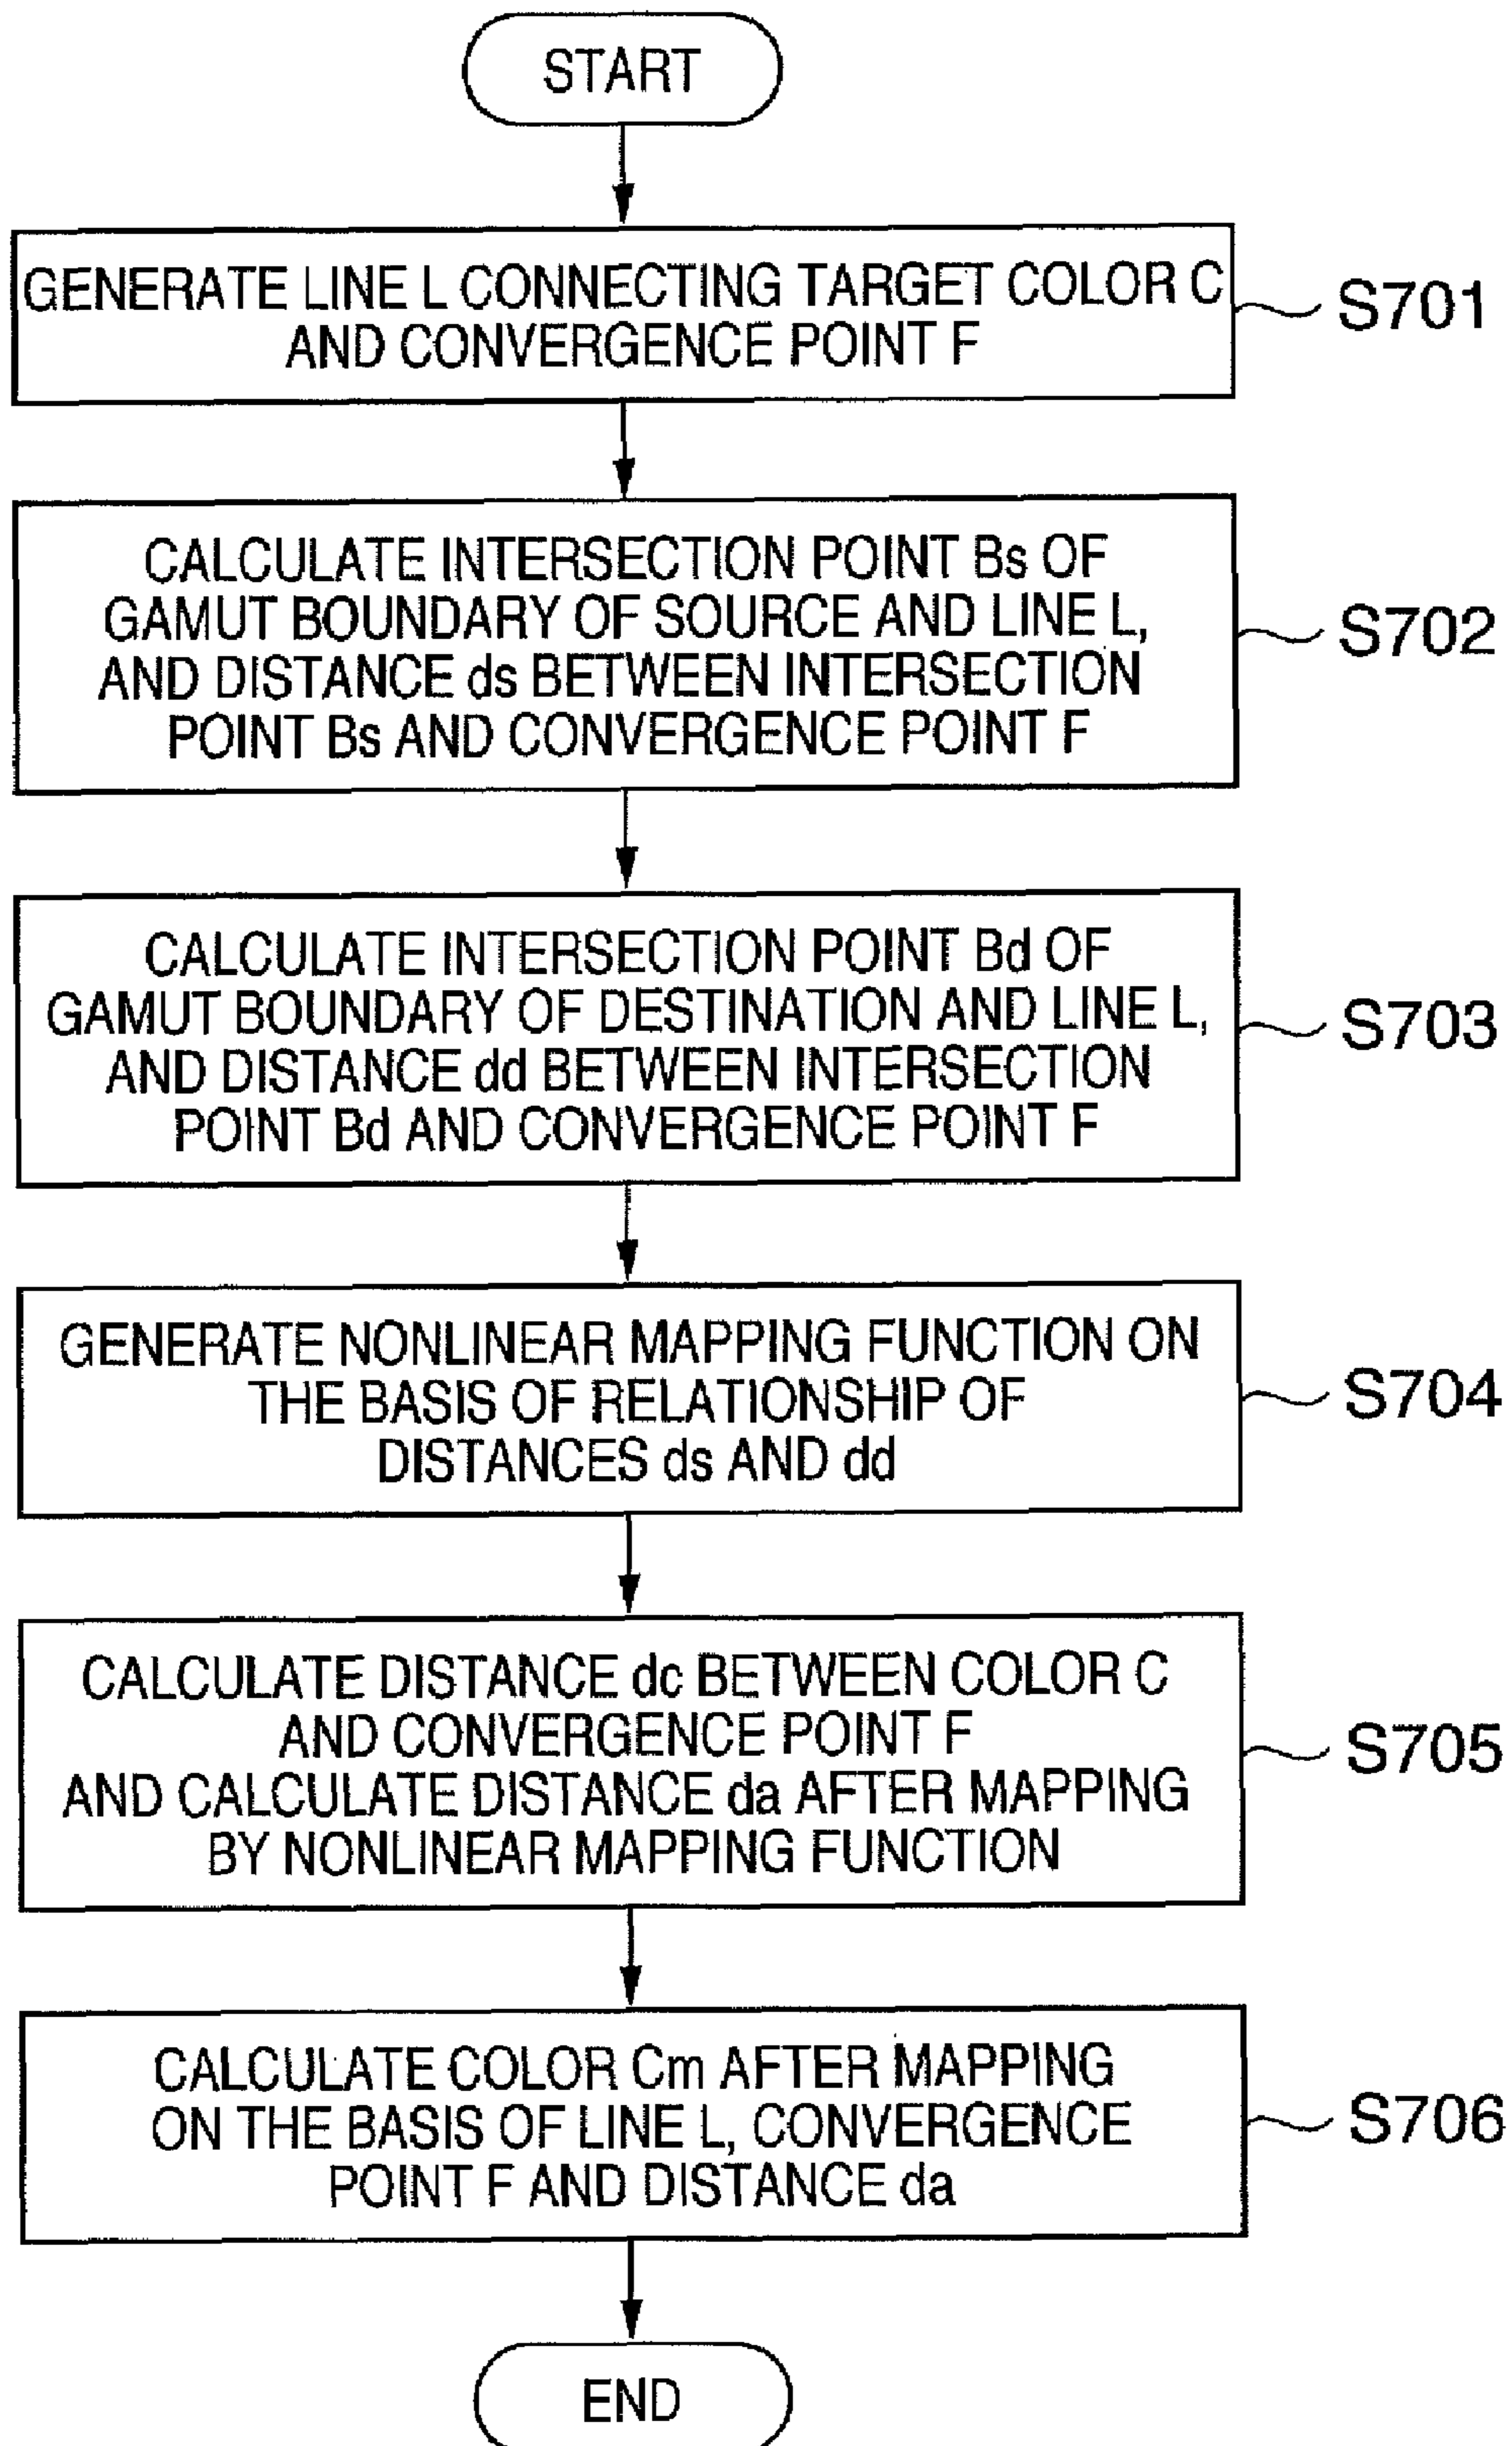 START
GENERATE LINE L CONNECTING TARGET COLOR C
AND CONVERGENCE POINT F
S701
CALCULATE INTERSECTION POINT Bs OF
GAMUT BOUNDARY OF SOURCE AND LINE L,
AND DISTANCE ds BETWEEN INTERSECTION
POINT Bs AND CONVERGENCE POINT F
S702
CALCULATE INTERSECTION POINT Bd OF
GAMUT BOUNDARY OF DESTINATION AND LINE L,
AND DISTANCE dd BETWEEN INTERSECTION
POINT Bd AND CONVERGENCE POINT F
S703
GENERATE NONLINEAR MAPPING FUNCTION ON
THE BASIS OF RELATIONSHIP OF
DISTANCES ds AND dd
S704
CALCULATE DISTANCE dc BETWEEN COLOR C
AND CONVERGENCE POINT F
AND CALCULATE DISTANCE da AFTER MAPPING
BY NONLINEAR MAPPING FUNCTION
S705
CALCULATE COLOR Cm AFTER MAPPING
ON THE BASIS OF LINE L, CONVERGENCE
POINT F AND DISTANCE da
S706
END